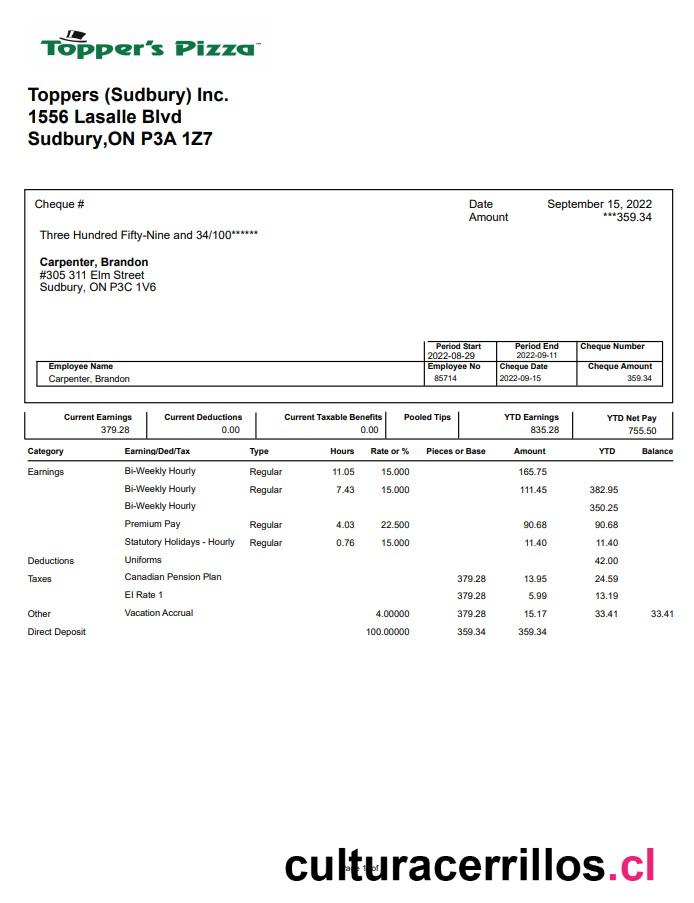 Topper's Pizza™
Toppers (Sudbury) Inc.
1556 Lasalle Blvd
Sudbury,ON P3A 1Z7
Cheque # Date September 15, 2022
Amount ***359.34
Three Hundred Fifty-Nine and 34/100******
Carpenter, Brandon
#305 311 Elm Street
Sudbury, ON P3C 1V6
Period Start Period End Cheque Number
2022-08-29 2022-09-11
Employee Name Employee No Cheque Date Cheque Amount
Carpenter, Brandon 85714 2022-09-15 359.34
Current Earnings Current Deductions Current Taxable Benefits Pooled Tips YTD Earnings YTD Net Pay
379.28 0.00 0.00 835.28 755.50
Category Earning/Ded/Tax Type Hours Rate or % Pieces or Base Amount YTD Balance
Earnings Bi-Weekly Hourly Regular 11.05 15.000 165.75
Bi-Weekly Hourly Regular 7.43 15.000 111.45 382.95
Bi-Weekly Hourly 350.25
Premium Pay Regular 4.03 22.500 90.68 90.68
Statutory Holidays - Hourly Regular 0.76 15.000 11.40 11.40
Deductions Uniforms 42.00
Taxes Canadian Pension Plan 379.28 13.95 24.59
EI Rate 1 379.28 5.99 13.19
Other Vacation Accrual 4.00000 379.28 15.17 33.41 33.41
Direct Deposit 100.00000 359.34 359.34
culturacerrillos.cl